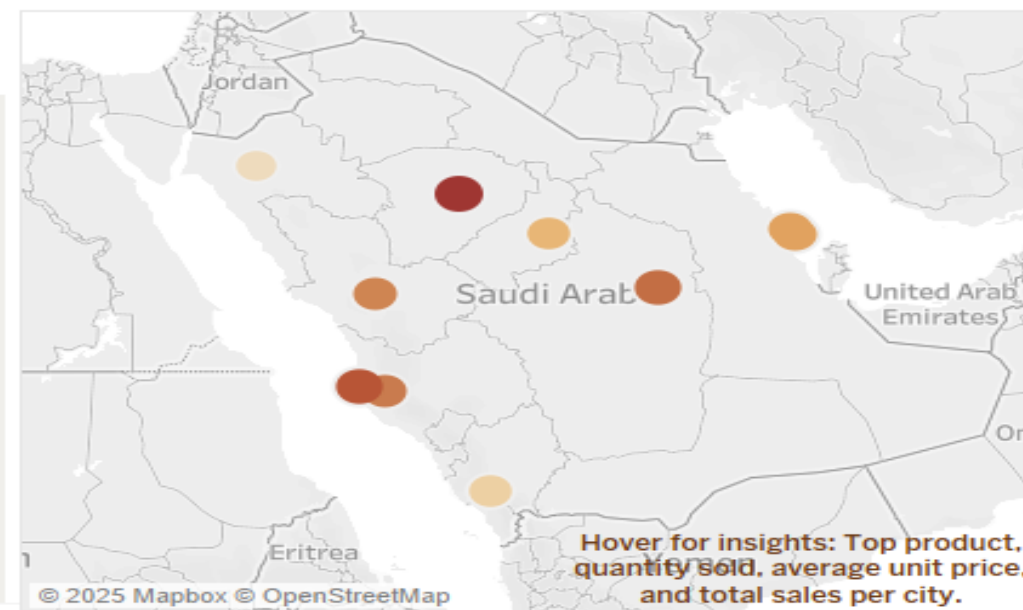 Jordan
Saudi Arab
United Arab
Emirates
Or
Eritrea
Yemen
Hover for insights: Top product,
quantity sold, average unit price,
and total sales per city.
© 2025 Mapbox © OpenStreetMap